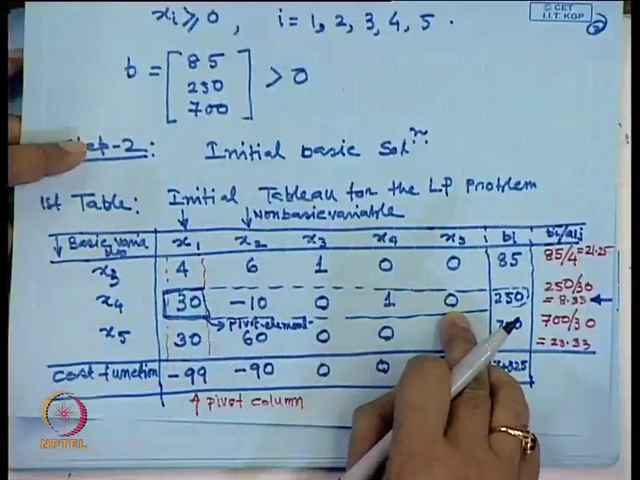 © CET
I.I.T. KGP
xi ≥ 0 , i = 1, 2, 3, 4, 5 .
b = [85 250 700] > 0
Step-2: Initial basic Solⁿ
1st Table: Initial Tableau for the LP Problem
Nonbasic variable
Basic x1 x2 x3 x4 x5 bi bi/aij
x3 4 6 1 0 0 85 85/4 = 21.25
x4 30 -10 0 1 0 250 250/30 = 8.33
pivot-element
x5 30 60 0 0 700/30 = 23.33
cost function -99 -90 0 0
pivot column
NPTEL